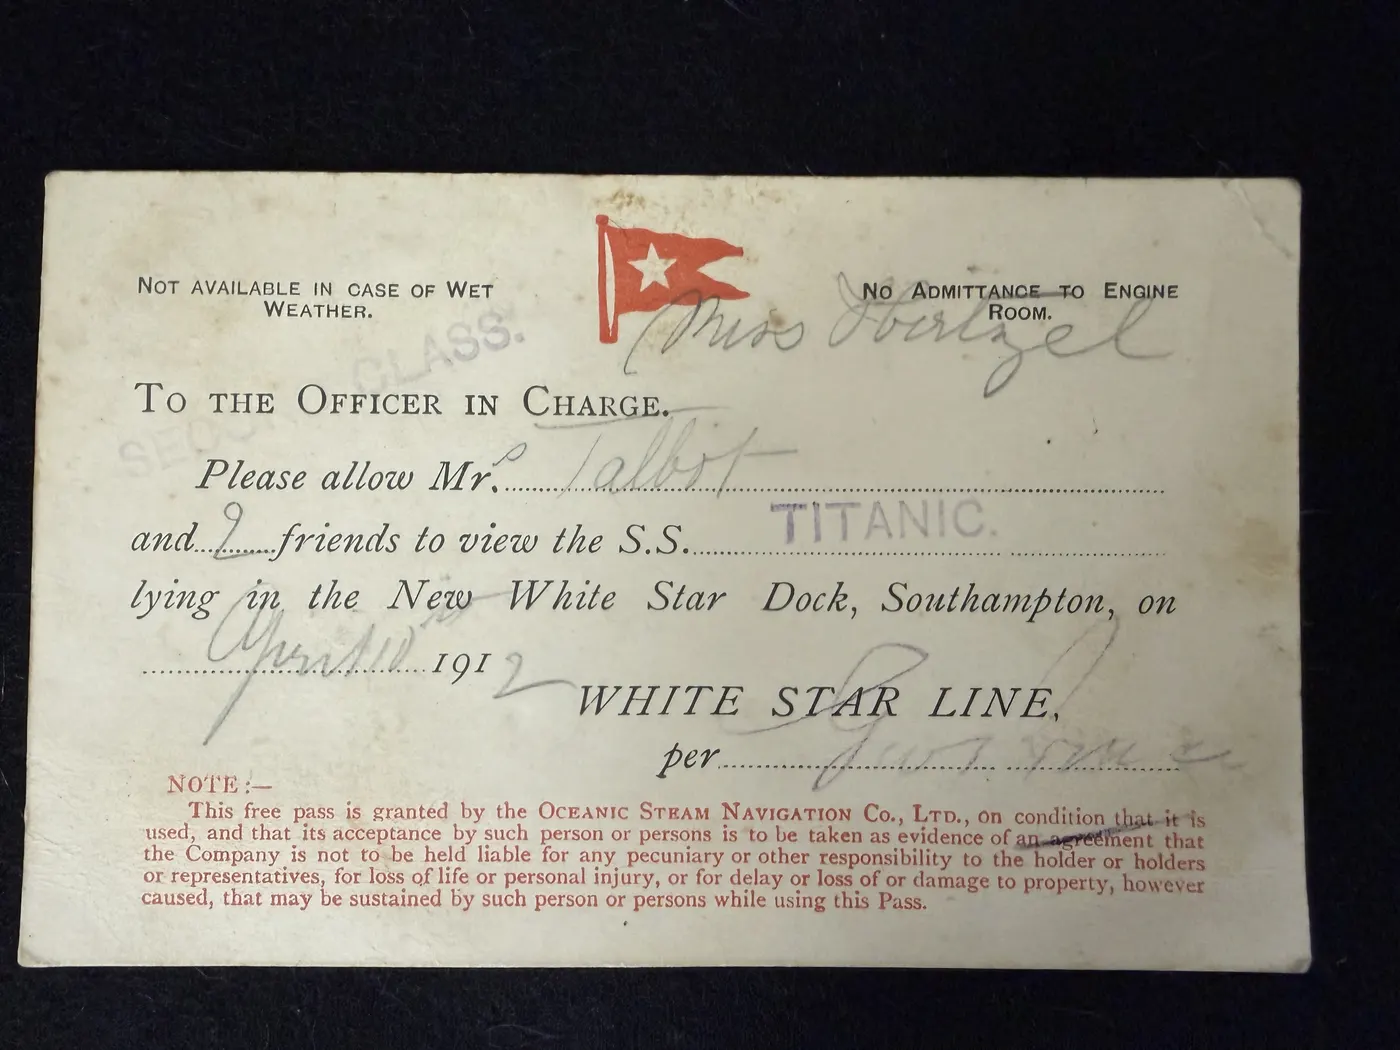 NOT AVAILABLE IN CASE OF WET
WEATHER.
NO ADMITTANCE TO ENGINE
ROOM.
Miss
SECOND CLASS.
TO THE OFFICER IN CHARGE.
Please allow Mr. Talbot
and 2 friends to view the S.S. TITANIC.
lying in the New White Star Dock, Southampton, on
April 10th 1912
WHITE STAR LINE,
per
NOTE:—
This free pass is granted by the OCEANIC STEAM NAVIGATION CO., LTD., on condition that it is
used, and that its acceptance by such person or persons is to be taken as evidence of an agreement that
the Company is not to be held liable for any pecuniary or other responsibility to the holder or holders
or representatives, for loss of life or personal injury, or for delay or loss of or damage to property, however
caused, that may be sustained by such person or persons while using this Pass.